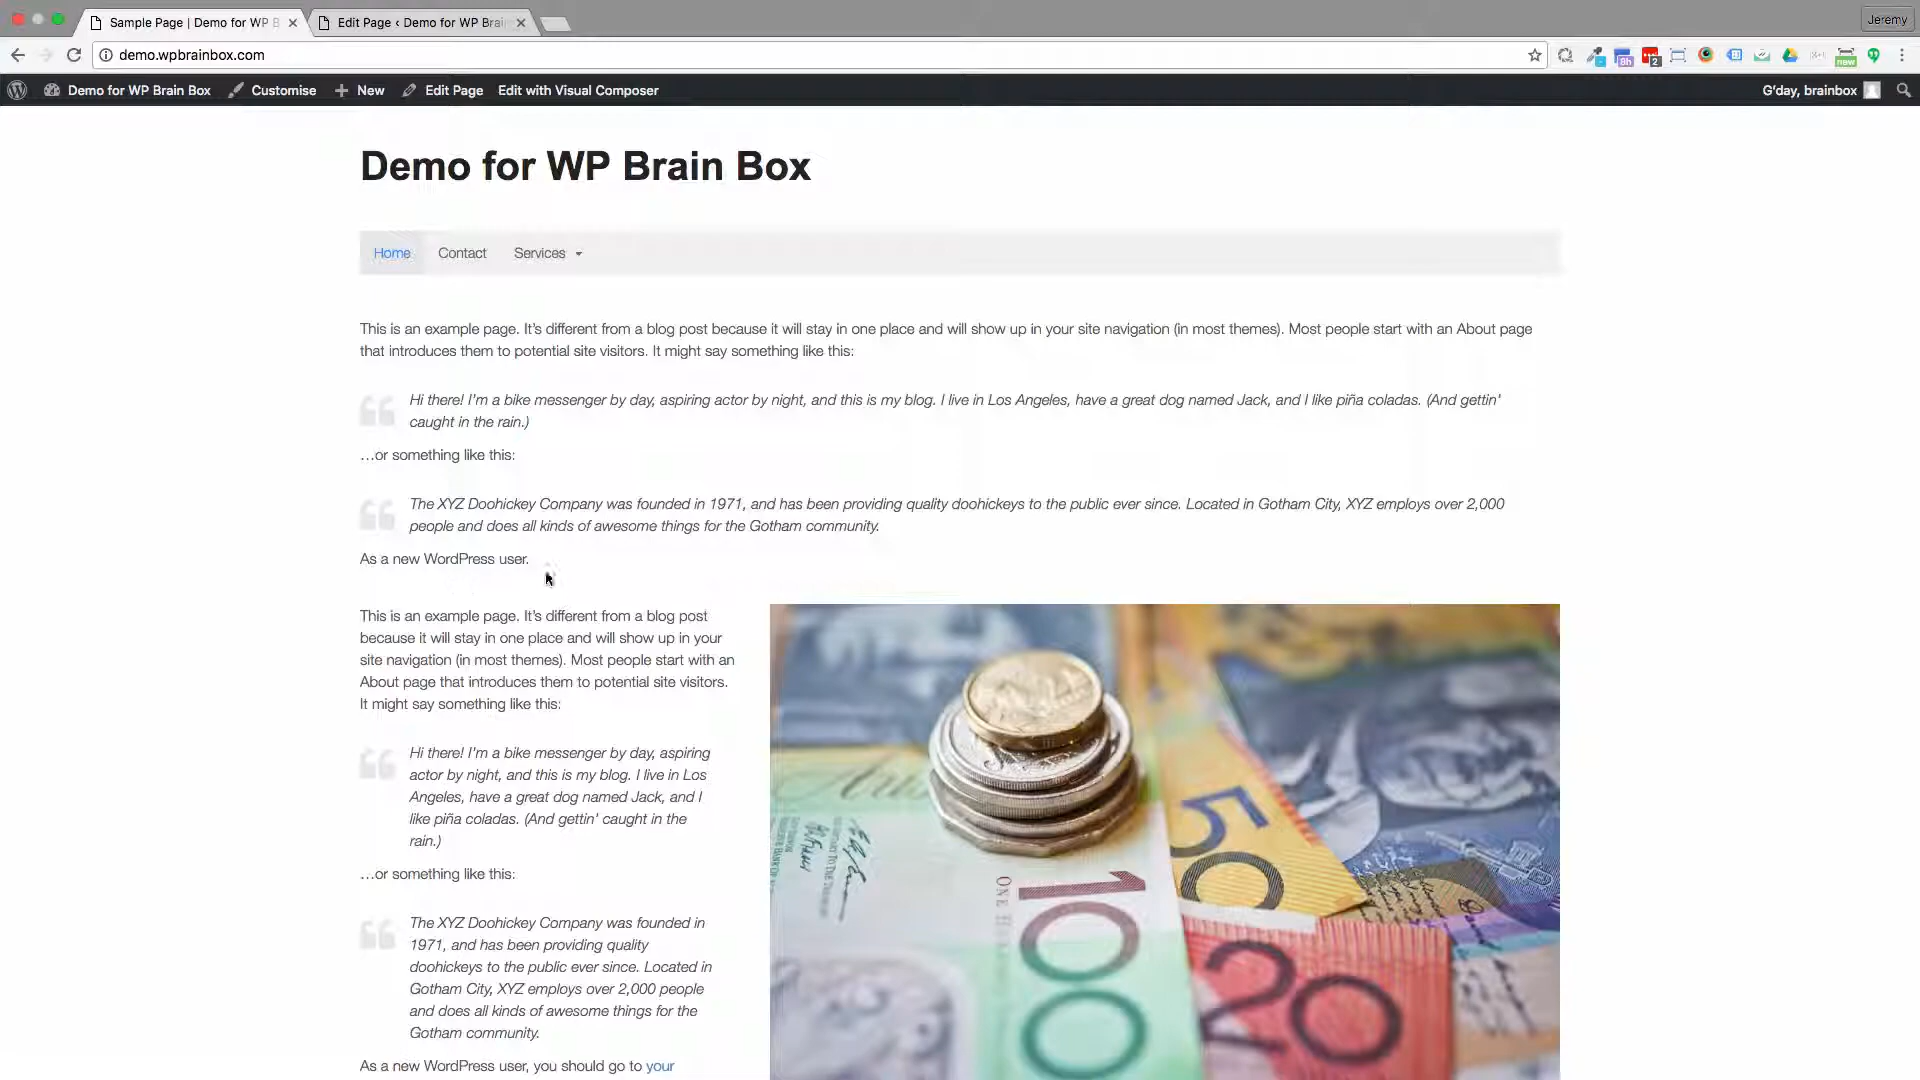 Sample Page | Demo for WP B
Edit Page ‹ Demo for WP Brai
Jeremy
demo.wpbrainbox.com
8h
2
new
Demo for WP Brain Box
Customise
New
Edit Page
Edit with Visual Composer
G'day, brainbox
Demo for WP Brain Box
Home
Contact
Services
This is an example page. It's different from a blog post because it will stay in one place and will show up in your site navigation (in most themes). Most people start with an About page
that introduces them to potential site visitors. It might say something like this:
Hi there! I'm a bike messenger by day, aspiring actor by night, and this is my blog. I live in Los Angeles, have a great dog named Jack, and I like piña coladas. (And gettin'
caught in the rain.)
…or something like this:
The XYZ Doohickey Company was founded in 1971, and has been providing quality doohickeys to the public ever since. Located in Gotham City, XYZ employs over 2,000
people and does all kinds of awesome things for the Gotham community.
As a new WordPress user.
This is an example page. It's different from a blog post
because it will stay in one place and will show up in your
site navigation (in most themes). Most people start with an
About page that introduces them to potential site visitors.
It might say something like this:
Hi there! I'm a bike messenger by day, aspiring
actor by night, and this is my blog. I live in Los
Angeles, have a great dog named Jack, and I
like piña coladas. (And gettin' caught in the
rain.)
…or something like this:
The XYZ Doohickey Company was founded in
1971, and has been providing quality
doohickeys to the public ever since. Located in
Gotham City, XYZ employs over 2,000 people
and does all kinds of awesome things for the
Gotham community.
As a new WordPress user, you should go to your
50
100
20